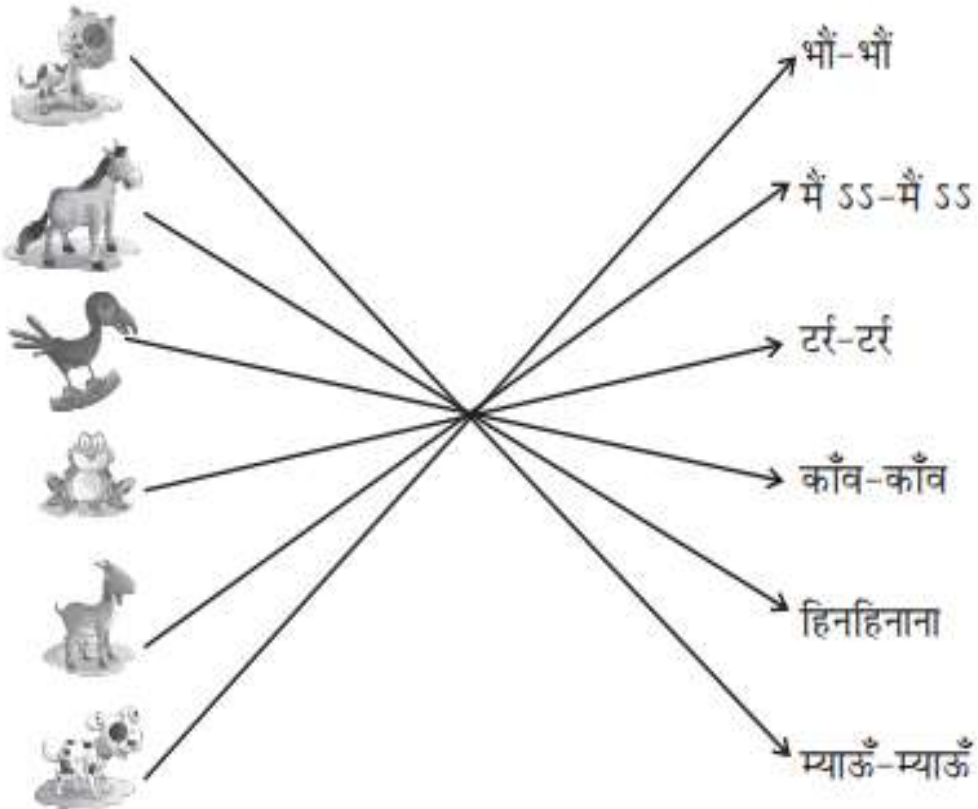 भौं-भौं
मैं ऽऽ-मैं ऽऽ
टर्र-टर्र
काँव-काँव
हिनहिनाना
म्याऊँ-म्याऊँ